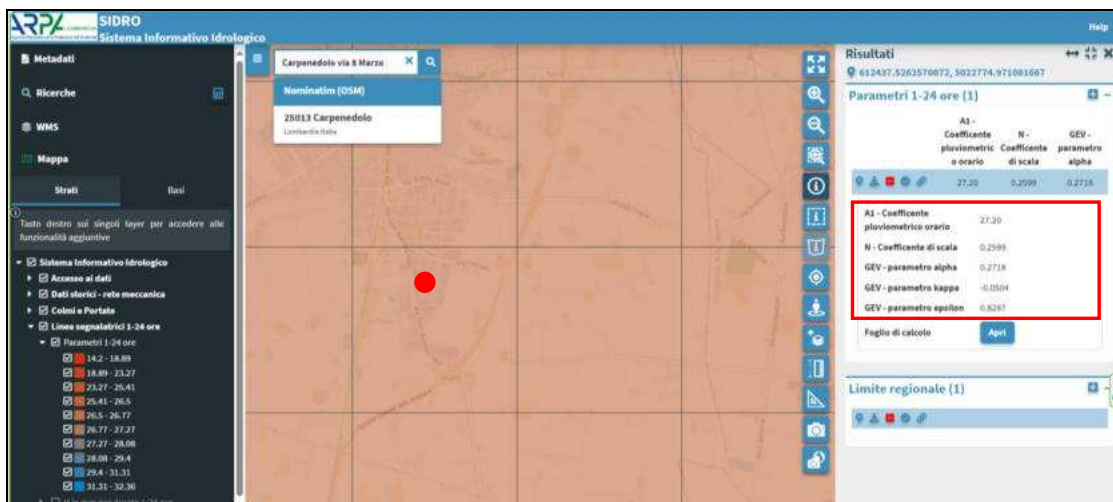 ARPA
SIDRO
Sistema Informativo Idrologico
Help
Metadati
Ricerche
WMS
Mappa
Strati
Basi
Tasto destro sui singoli layer per accedere alle
funzionalità aggiuntive
Sistema Informativo Idrologico
Accesso ai dati
Dati storici - rete meccanica
Colmi e Portate
Linee segnalatrici 1-24 ore
Parametri 1-24 ore
14.2 - 18.89
18.89 - 23.27
23.27 - 25.41
25.41 - 26.5
26.5 - 26.77
26.77 - 27.27
27.27 - 28.08
28.08 - 29.4
29.4 - 31.31
31.31 - 32.36
Carpenedolo via 8 Marzo
Nominatim (OSM)
25013 Carpenedolo
Lombardia Italia
Risultati
612437.5262570872, 5022774.971081667
Parametri 1-24 ore (1)
A1 - Coefficente pluviometric o orario
N - Coefficente di scala
GEV - parametro alpha
27.20 0.2599 0.2718
A1 - Coefficente pluviometrico orario 27.20
N - Coefficente di scala 0.2599
GEV - parametro alpha 0.2718
GEV - parametro kappa -0.0504
GEV - parametro epsilon 0.8287
Foglio di calcolo Apri
Limite regionale (1)